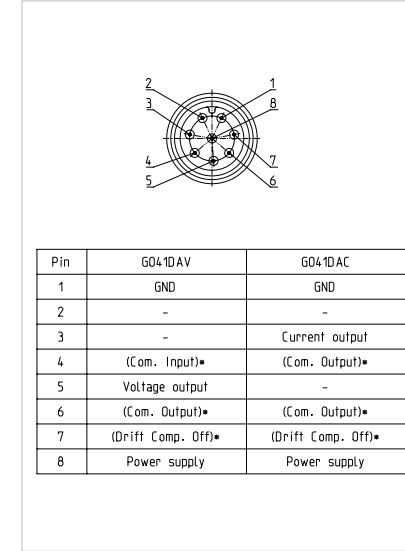 2 1
3 8
4 7
5 6
Pin G041DAV G041DAC
1 GND GND
2 - -
3 - Current output
4 (Com. Input)* (Com. Output)*
5 Voltage output -
6 (Com. Output)* (Com. Output)*
7 (Drift Comp. Off)* (Drift Comp. Off)*
8 Power supply Power supply